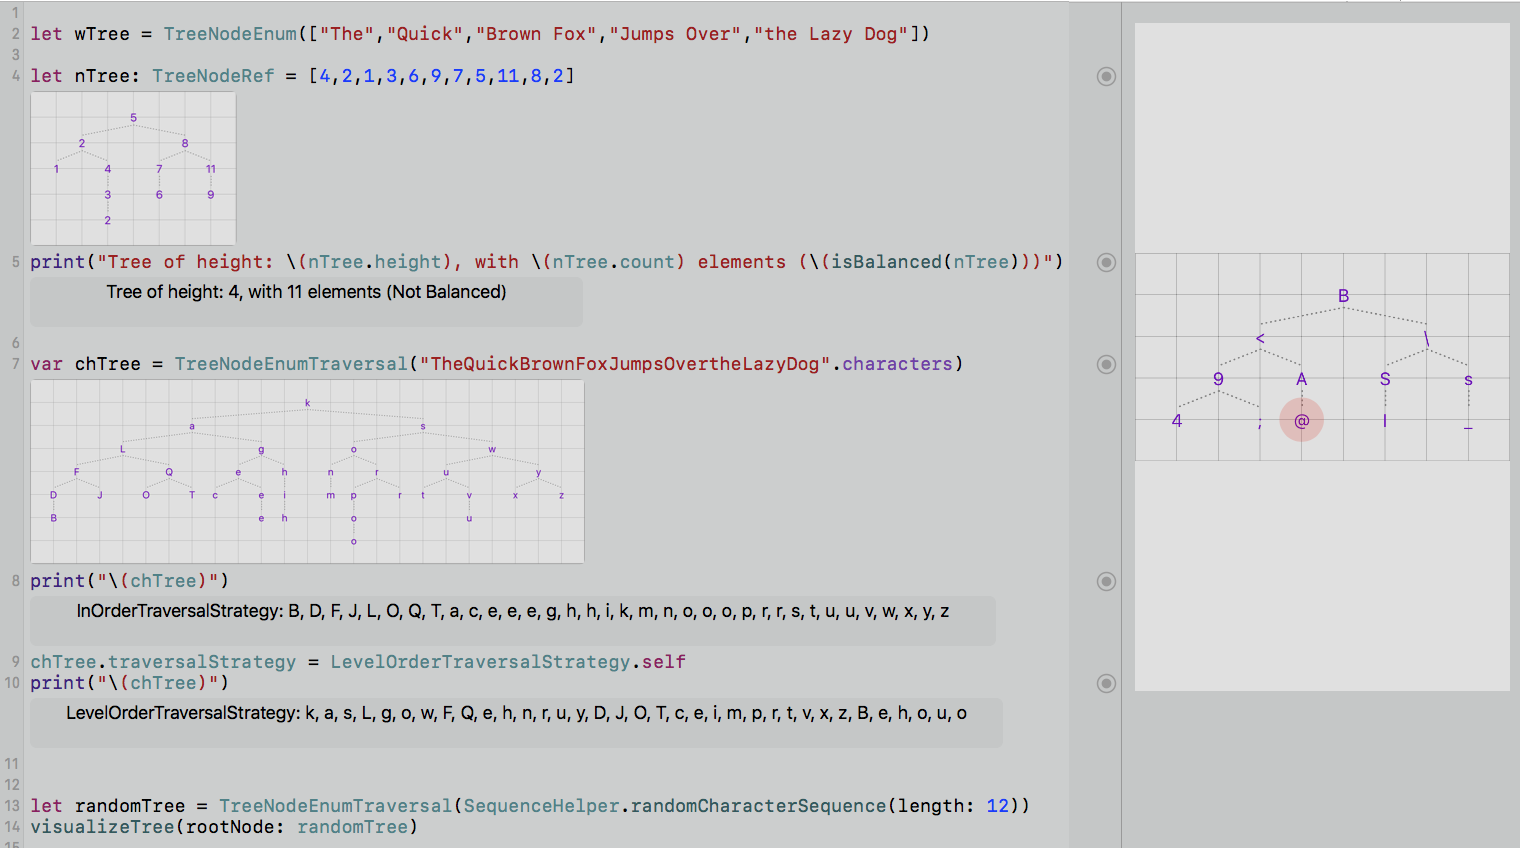 1
2 let wTree = TreeNodeEnum(["The","Quick","Brown Fox","Jumps Over","the Lazy Dog"])
3
4 let nTree: TreeNodeRef = [4,2,1,3,6,9,7,5,11,8,2]
5
2 8
1 4 7 11
3 6 9
2
5 print("Tree of height: \(nTree.height), with \(nTree.count) elements (\(isBalanced(nTree)))")
Tree of height: 4, with 11 elements (Not Balanced)
6
7 var chTree = TreeNodeEnumTraversal("TheQuickBrownFoxJumpsOvertheLazyDog".characters)
k
a s
L g o w
F Q e h n r u y
D J O T c e i m p r t v x z
B e h o u
o
8 print("\(chTree)")
InOrderTraversalStrategy: B, D, F, J, L, O, Q, T, a, c, e, e, e, g, h, h, i, k, m, n, o, o, o, p, r, r, s, t, u, u, v, w, x, y, z
9 chTree.traversalStrategy = LevelOrderTraversalStrategy.self
10 print("\(chTree)")
LevelOrderTraversalStrategy: k, a, s, L, g, o, w, F, Q, e, h, n, r, u, y, D, J, O, T, c, e, i, m, p, r, t, v, x, z, B, e, h, o, u, o
11
12
13 let randomTree = TreeNodeEnumTraversal(SequenceHelper.randomCharacterSequence(length: 12))
14 visualizeTree(rootNode: randomTree)
15
B
< \
9 A S s
4 ; @ I _